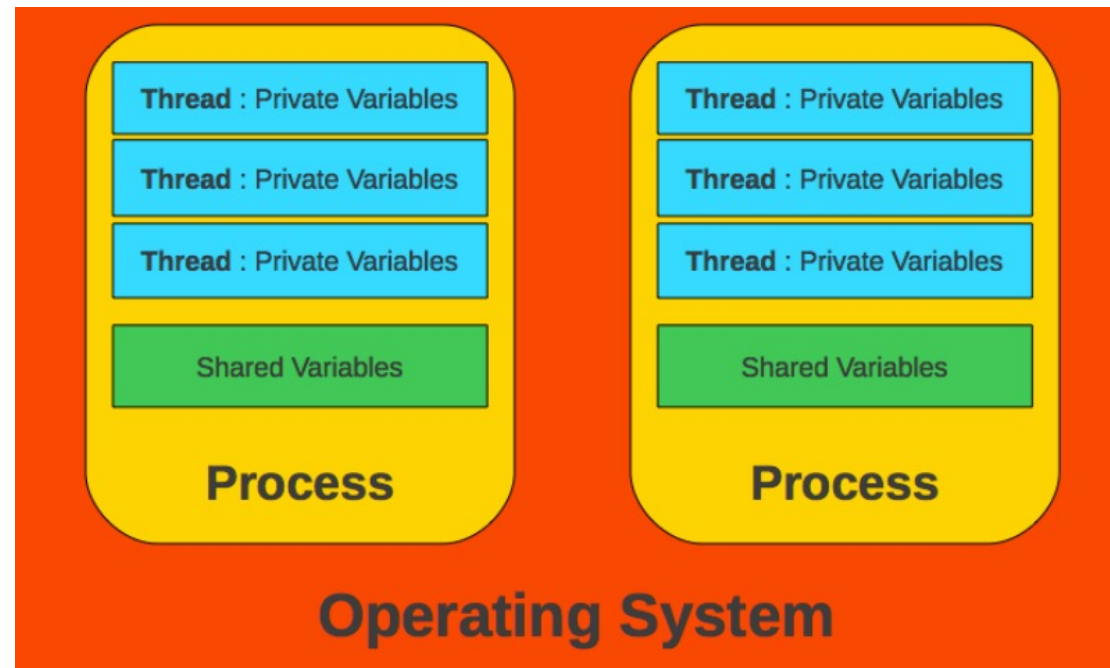 Thread : Private Variables
Thread : Private Variables
Thread : Private Variables
Shared Variables
Process
Thread : Private Variables
Thread : Private Variables
Thread : Private Variables
Shared Variables
Process
Operating System